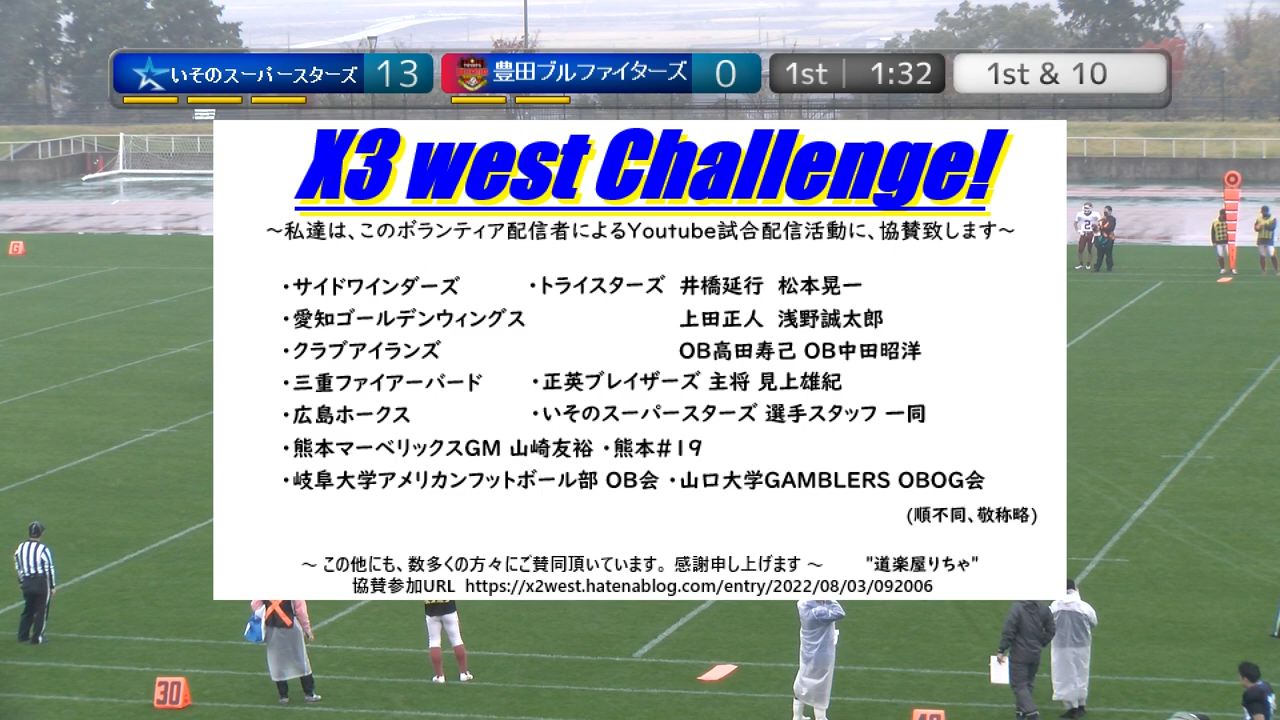 いそのスーパースターズ 13 豊田ブルファイターズ 0 1st 1:32 1st & 10
X3 west Challenge!
～私達は、このボランティア配信者によるYoutube試合配信活動に、協賛致します～
・サイドワインダーズ ・トライスターズ 井橋延行 松本晃一
・愛知ゴールデンウィングス 上田正人 浅野誠太郎
・クラブアイランズ OB高田寿己 OB中田昭洋
・三重ファイアーバード ・正英ブレイザーズ 主将 見上雄紀
・広島ホークス ・いそのスーパースターズ 選手スタッフ 一同
・熊本マーベリックスGM 山崎友裕 ・熊本#19
・岐阜大学アメリカンフットボール部 OB会 ・山口大学GAMBLERS OBOG会
(順不同、敬称略)
～ この他にも、数多くの方々にご賛同頂いています。感謝申し上げます ～ "道楽屋りちゃ"
協賛参加URL https://x2west.hatenablog.com/entry/2022/08/03/092006
G
2
30